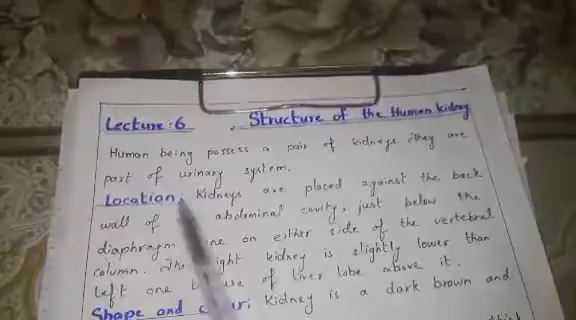 Lecture: 6 Structure of the Human kidney
Human being possess a pair of kidneys. They are
part of urinary system.
Location: Kidneys are placed against the back
wall of abdominal cavity, just below the
diaphragm on either side of the vertebral
column. The right kidney is slightly lower than
left one of liver lobe above it.
Shape and Kidney is a dark brown and